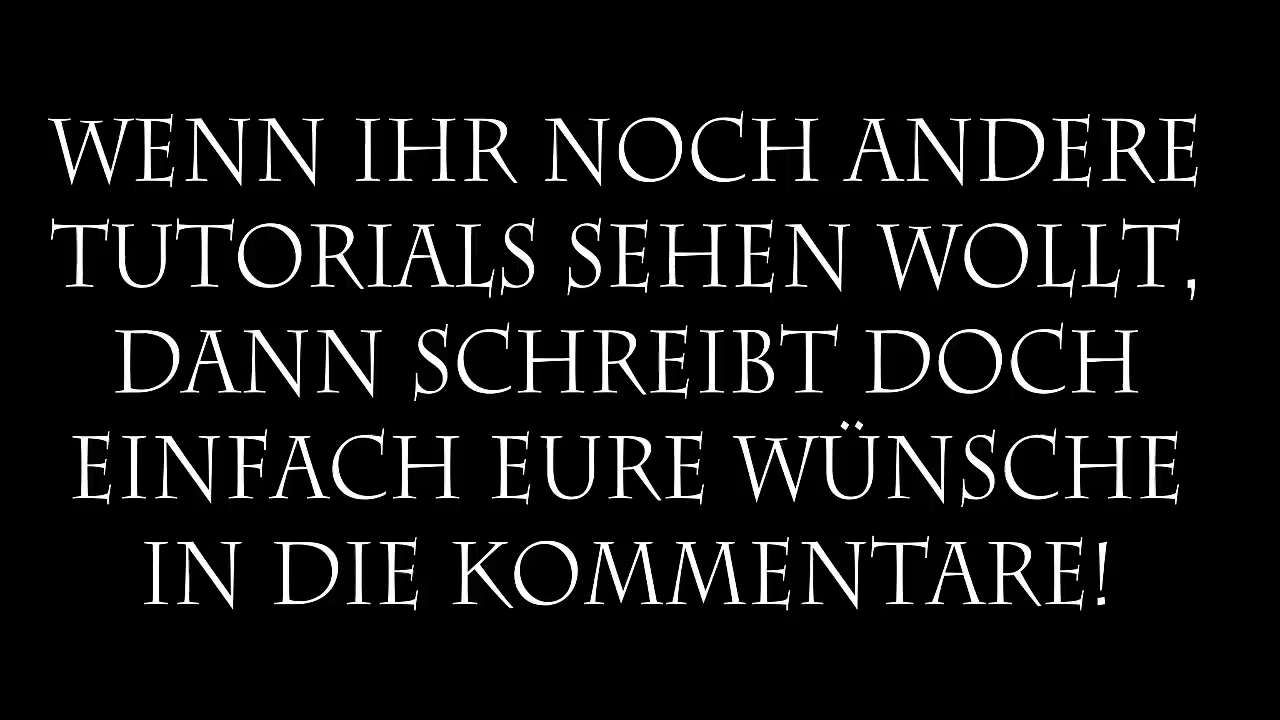 WENN IHR NOCH ANDERE
TUTORIALS SEHEN WOLLT,
DANN SCHREIBT DOCH
EINFACH EURE WÜNSCHE
IN DIE KOMMENTARE!